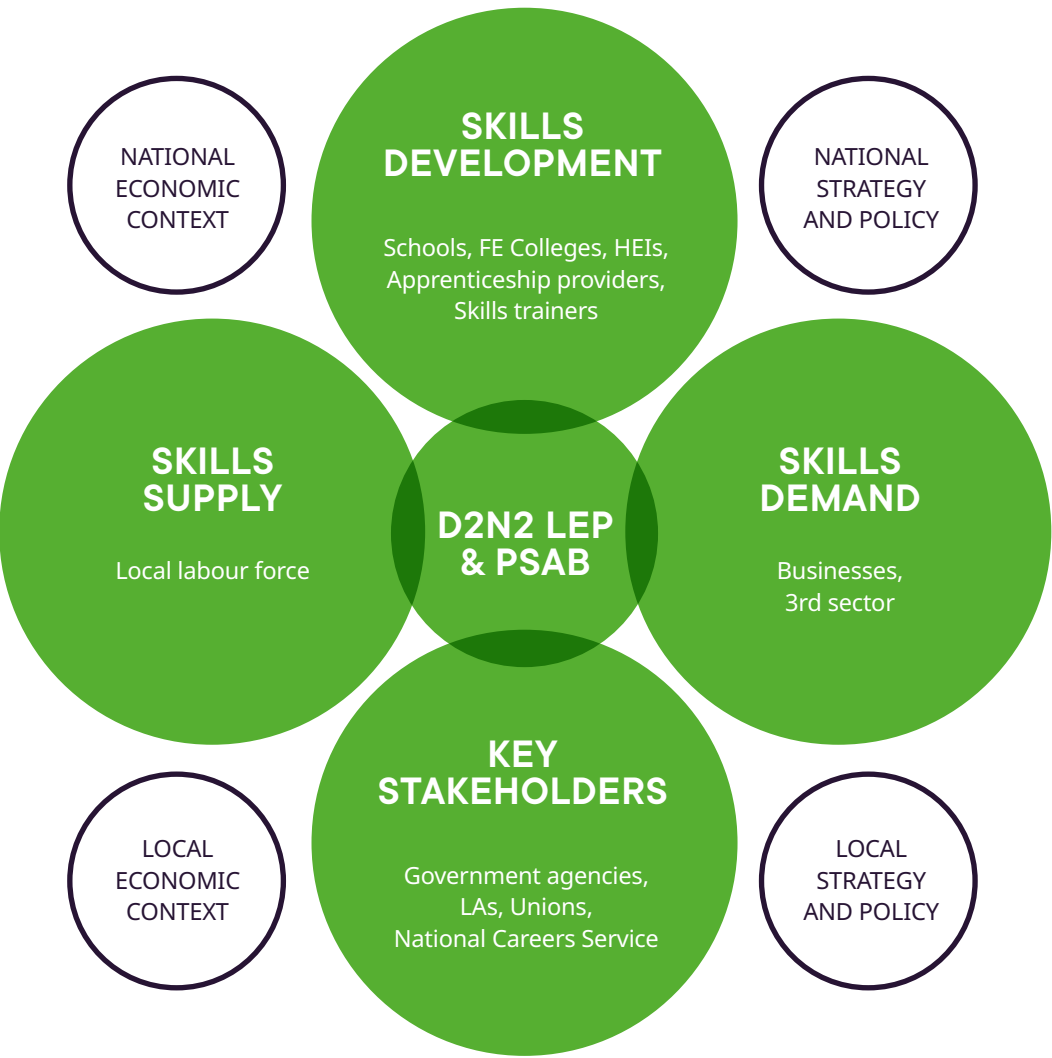 NATIONAL
ECONOMIC
CONTEXT
SKILLS
DEVELOPMENT
Schools, FE Colleges, HEIs,
Apprenticeship providers,
Skills trainers
NATIONAL
STRATEGY
AND POLICY
SKILLS
SUPPLY
Local labour force
D2N2 LEP
& PSAB
SKILLS
DEMAND
Businesses,
3rd sector
KEY
STAKEHOLDERS
Government agencies,
LAs, Unions,
National Careers Service
LOCAL
ECONOMIC
CONTEXT
LOCAL
STRATEGY
AND POLICY